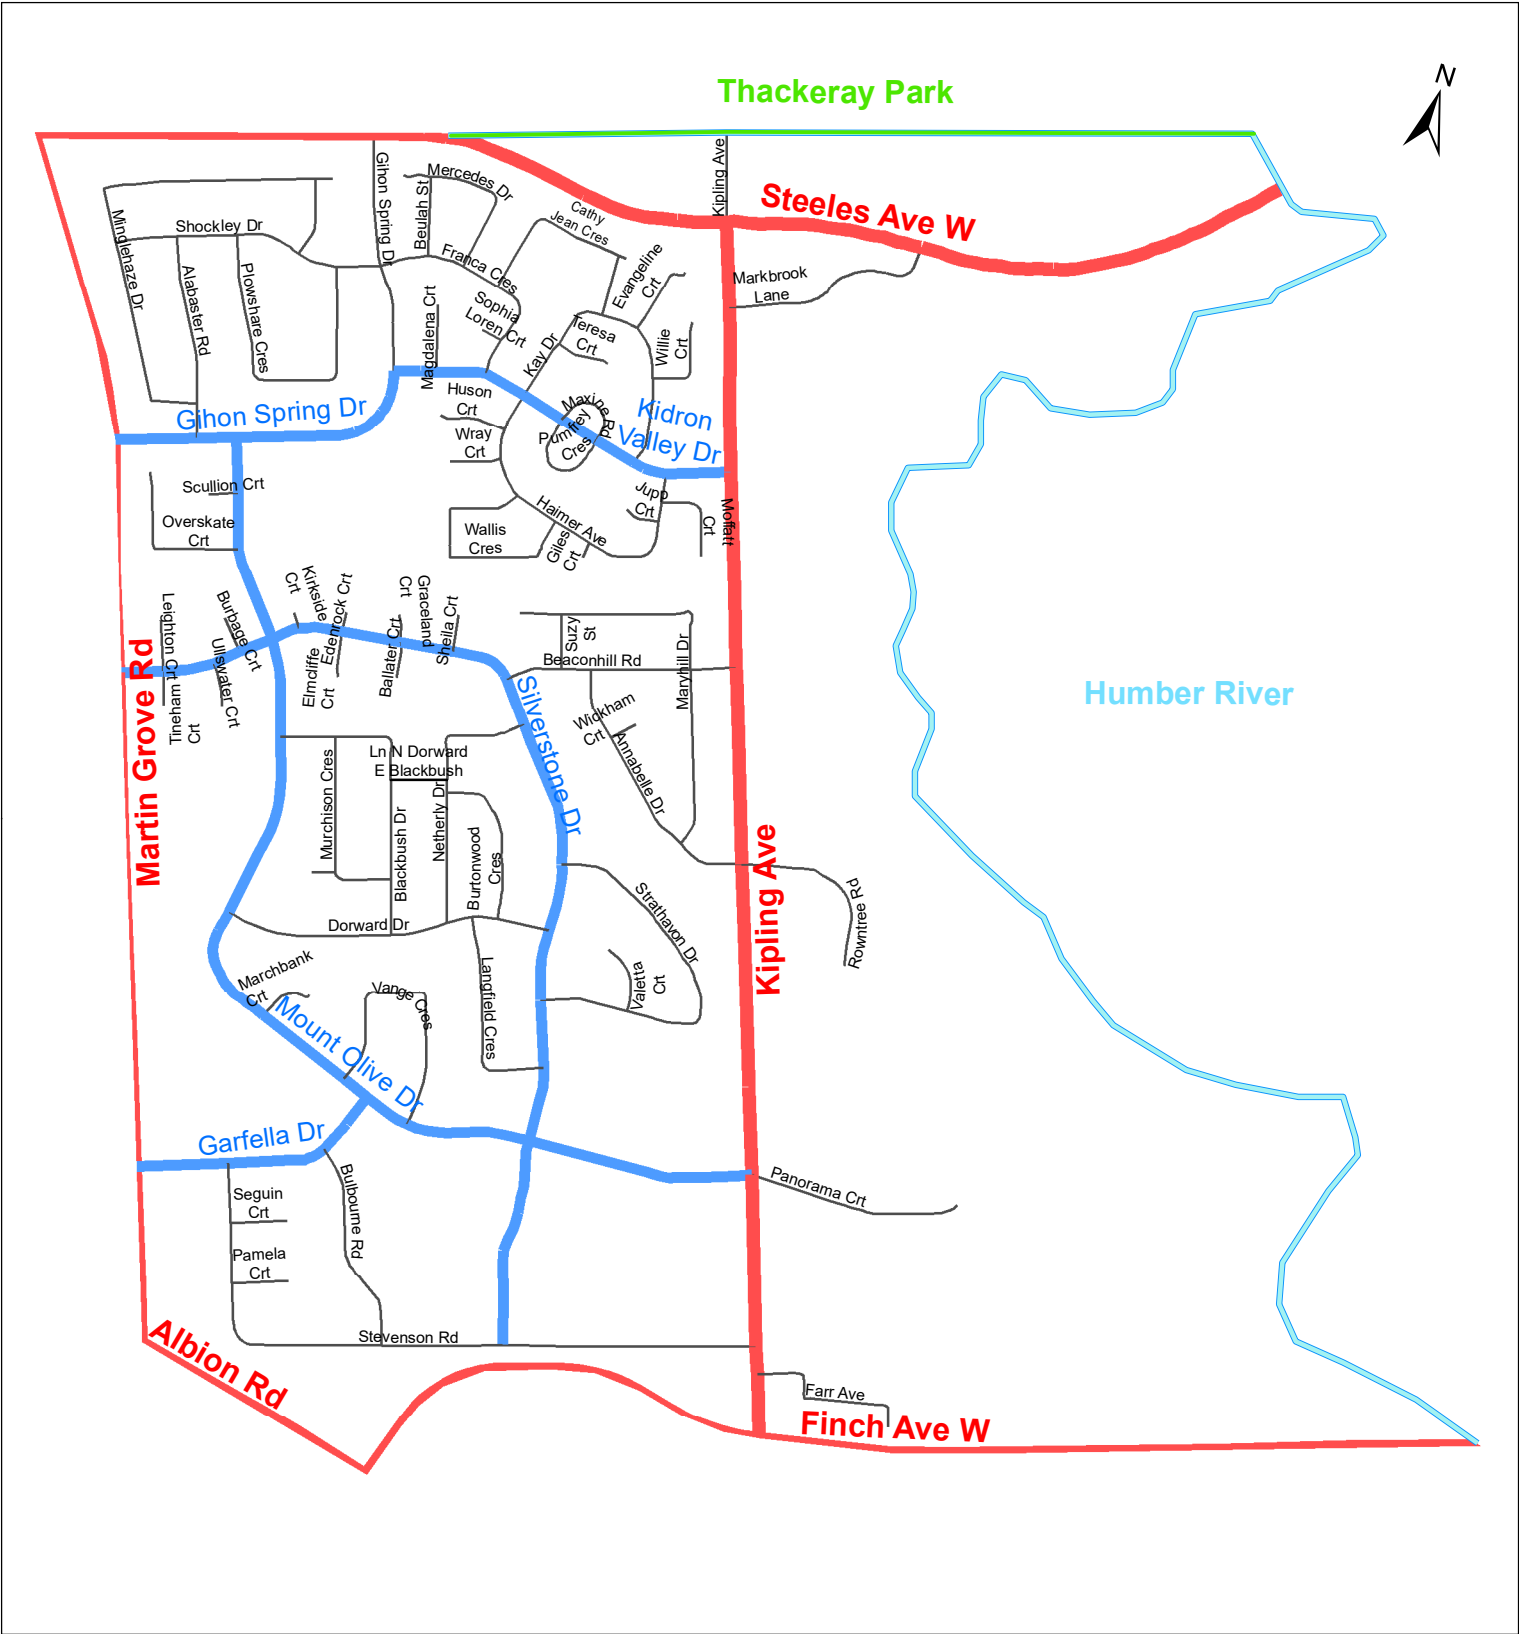 Thackeray Park
N
Steeles Ave W
Kipling Ave
Gihon Spring Dr
Mercedes Dr
Beulah St
Cathy
Jean Cres
Minglehaze Dr
Shockley Dr
Alabaster Rd
Plowshare Cres
Franca Cres
Evangeline
Crt
Markbrook
Lane
Magdalena Crt
Sophia
Loren Crt
Kay Dr
Teresa
Crt
Willie
Crt
Huson
Crt
Wray
Crt
Maxine Rd
Pumfrey
Cres
Gihon Spring Dr
Kidron
Valley Dr
Scullion Crt
Overskate
Crt
Wallis
Cres
Haimer Ave
Giles
Crt
Jupp
Crt
Moffatt
Crt
Leighton Crt
Burbage Crt
Kirkside
Crt
Edenrock Crt
Graceland
Crt
Sheila Crt
Ullswater Crt
Tineham
Crt
Elmcliffe
Crt
Ballater Crt
Suzy
St
Beaconhill Rd
Maryhill Dr
Wickham
Crt
Annabelle Dr
Humber River
Martin Grove Rd
Silverstone Dr
Ln N Dorward
E Blackbush
Murchison Cres
Blackbush Dr
Netherly Dr
Burtonwood
Cres
Dorward Dr
Strathavon Dr
Kipling Ave
Rowntree Rd
Marchbank
Crt
Vange Cres
Langfield Cres
Valetta
Crt
Mount Olive Dr
Garfella Dr
Seguin
Crt
Bulbourne Rd
Panorama Crt
Pamela
Crt
Stevenson Rd
Albion Rd
Farr Ave
Finch Ave W